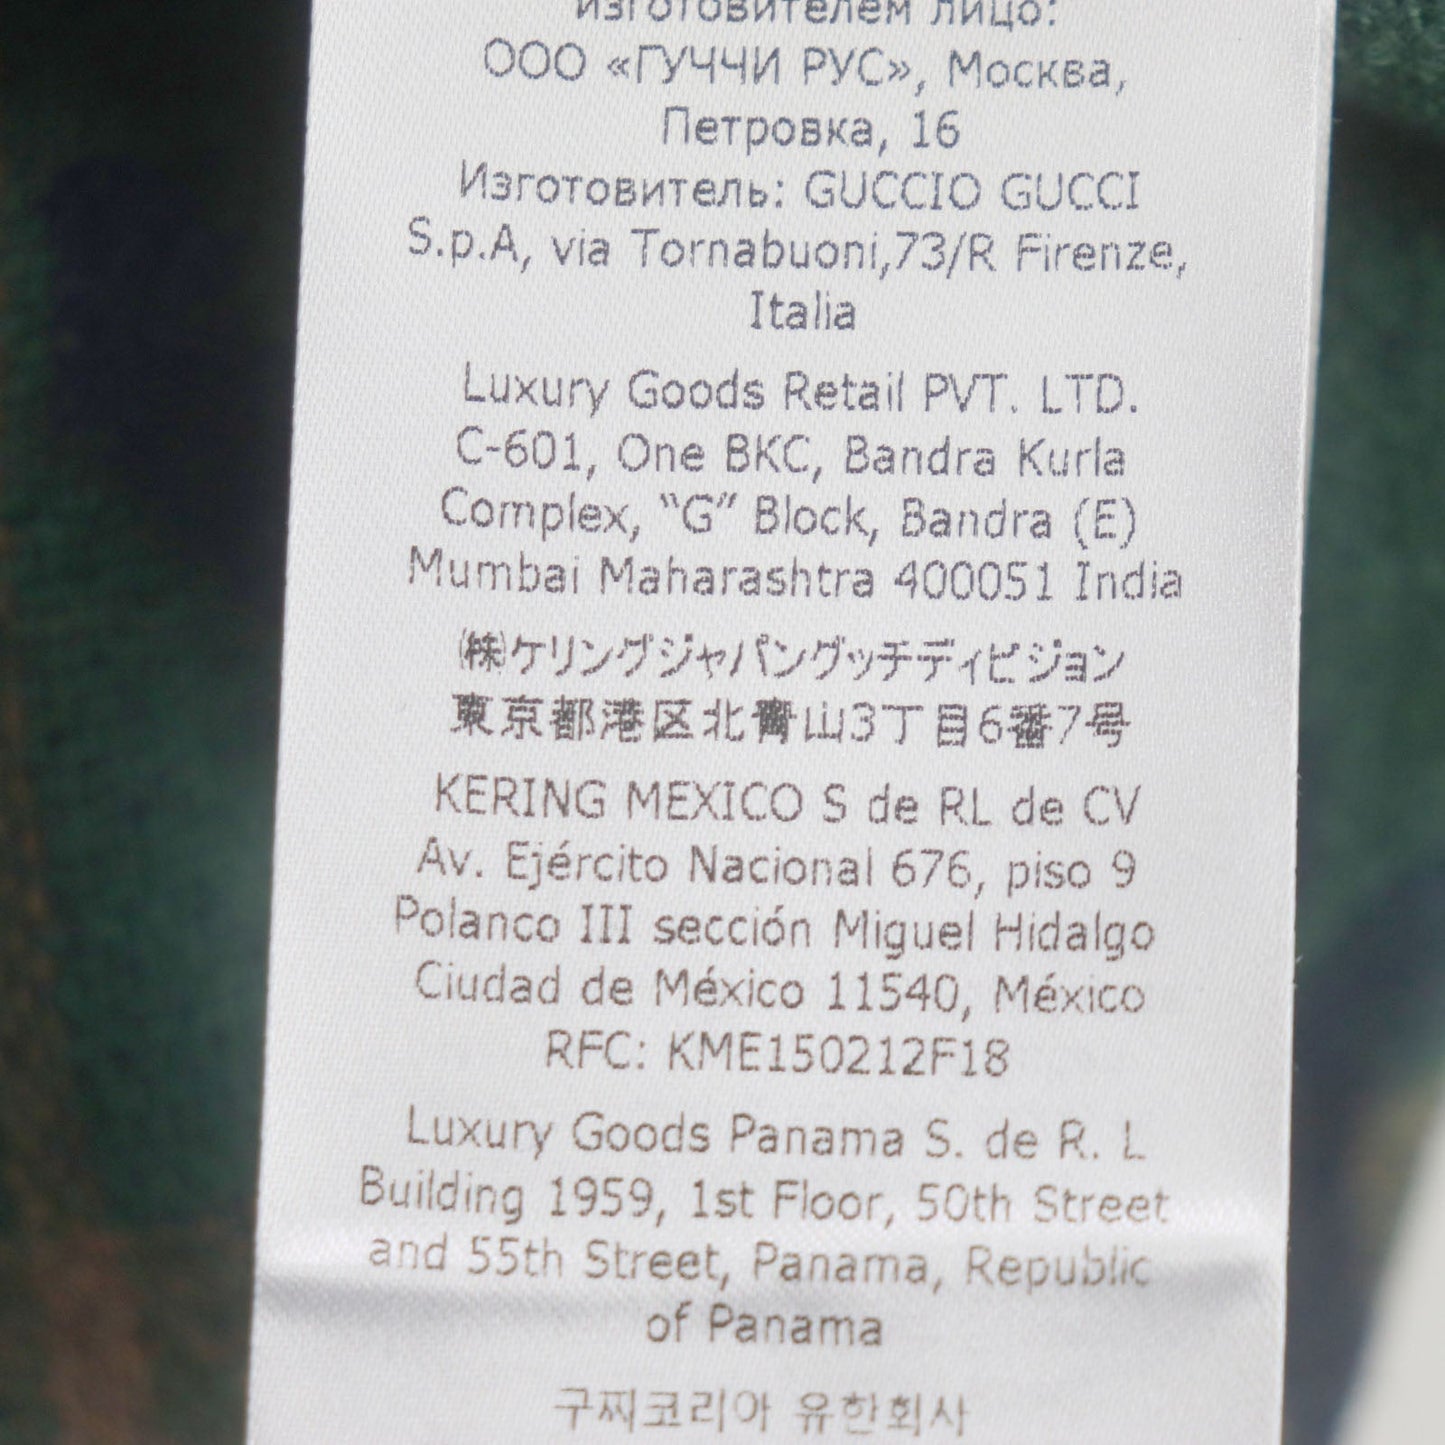 изготовителем лицо:
ООО «ГУЧЧИ РУС», Москва,
Петровка, 16
Изготовитель: GUCCIO GUCCI
S.p.A, via Tornabuoni,73/R Firenze,
Italia
Luxury Goods Retail PVT. LTD.
C-601, One BKC, Bandra Kurla
Complex, “G” Block, Bandra (E)
Mumbai Maharashtra 400051 India
㈱ケリングジャパングッチディビジョン
東京都港区北青山3丁目6番7号
KERING MEXICO S de RL de CV
Av. Ejército Nacional 676, piso 9
Polanco III sección Miguel Hidalgo
Ciudad de México 11540, México
RFC: KME150212F18
Luxury Goods Panama S. de R. L
Building 1959, 1st Floor, 50th Street
and 55th Street, Panama, Republic
of Panama
구찌코리아 유한회사